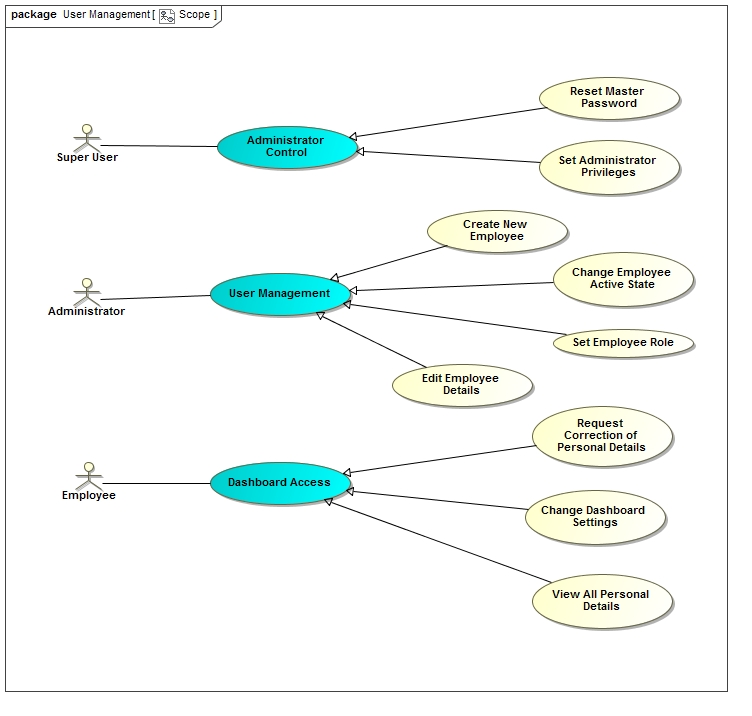 package User Management [ Scope ]
Reset Master
Password
Administrator
Control
Super User
Set Administrator
Privileges
Create New
Employee
Change Employee
Active State
User Management
Administrator
Set Employee Role
Edit Employee
Details
Request
Correction of
Personal Details
Dashboard Access
Employee
Change Dashboard
Settings
View All Personal
Details